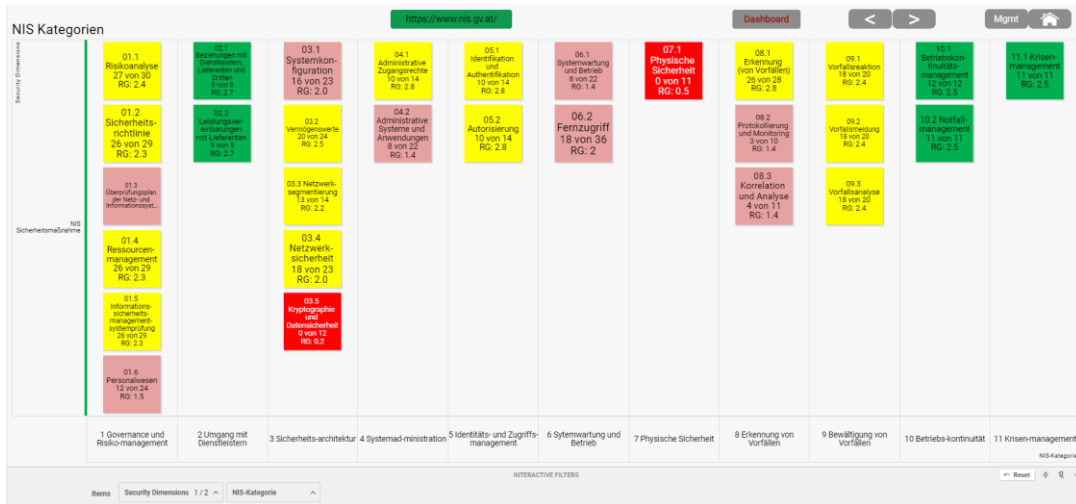 NIS Kategorien
https://www.nis.gv.at/
Dashboard
<
>
Mgmt
Security Dimensions
NIS
Sicherheitsmaßnahme
01.1
Risikoanalyse
27 von 30
RG: 2.4
01.2
Sicherheits-
richtlinie
26 von 29
RG: 2.3
01.3
Überprüfungsplan
der Netz- und
Informationssyst...
01.4
Ressourcen-
management
26 von 29
RG: 2.3
01.5
Informations-
sicherheits-
management-
systemprüfung
26 von 29
RG: 2.3
01.6
Personalwesen
12 von 24
RG: 1.5
02.1
Beziehungen mit
Dienstleistern,
Lieferanten und
Dritten
9 von 9
RG: 2.7
02.2
Leistungsver-
einbarungen
mit Lieferanten
9 von 9
RG: 2.7
03.1
Systemkon-
figuration
16 von 23
RG: 2.0
03.2
Vermögenswerte
20 von 24
RG: 2.5
03.3 Netzwerk-
segmentierung
13 von 14
RG: 2.2
03.4
Netzwerk-
sicherheit
18 von 23
RG: 2.0
03.5
Kryptographie
und
Datensicherheit
0 von 12
RG: 0.2
04.1
Administrative
Zugangsrechte
10 von 14
RG: 2.8
04.2
Administrative
Systeme und
Anwendungen
8 von 22
RG: 1.4
05.1
Identifikation
und
Authentifikation
10 von 14
RG: 2.8
05.2
Autorisierung
10 von 14
RG: 2.8
06.1
Systemwartung
und Betrieb
8 von 22
RG: 1.4
06.2
Fernzugriff
18 von 36
RG: 2
07.1
Physische
Sicherheit
0 von 11
RG: 0.5
08.1
Erkennung
(von Vorfällen)
26 von 28
RG: 2.8
08.2
Protokollierung
und Monitoring
3 von 10
RG: 1.4
08.3
Korrelation
und Analyse
4 von 11
RG: 1.4
09.1
Vorfallsreaktion
18 von 20
RG: 2.4
09.2
Vorfallsmeldung
18 von 20
RG: 2.4
09.3
Vorfallsanalyse
18 von 20
RG: 2.4
10.1
Betriebskon-
tinuitäts-
management
12 von 12
RG: 2.5
10.2 Notfall-
management
11 von 11
RG: 2.5
11.1 Krisen-
management
11 von 11
RG: 2.5
1 Governance und
Risiko-management
2 Umgang mit
Dienstleistern
3 Sicherheits-architektur
4 Systemad-ministration
5 Identitäts- und Zugriffs-
management
6 Sytemwartung und
Betrieb
7 Physische Sicherheit
8 Erkennung von
Vorfällen
9 Bewältigung von
Vorfällen
10 Betriebs-kontinuität
11 Krisen-management
NIS-Kategorie
INTERACTIVE FILTERS
Reset
Items
Security Dimensions 1 / 2
NIS-Kategorie